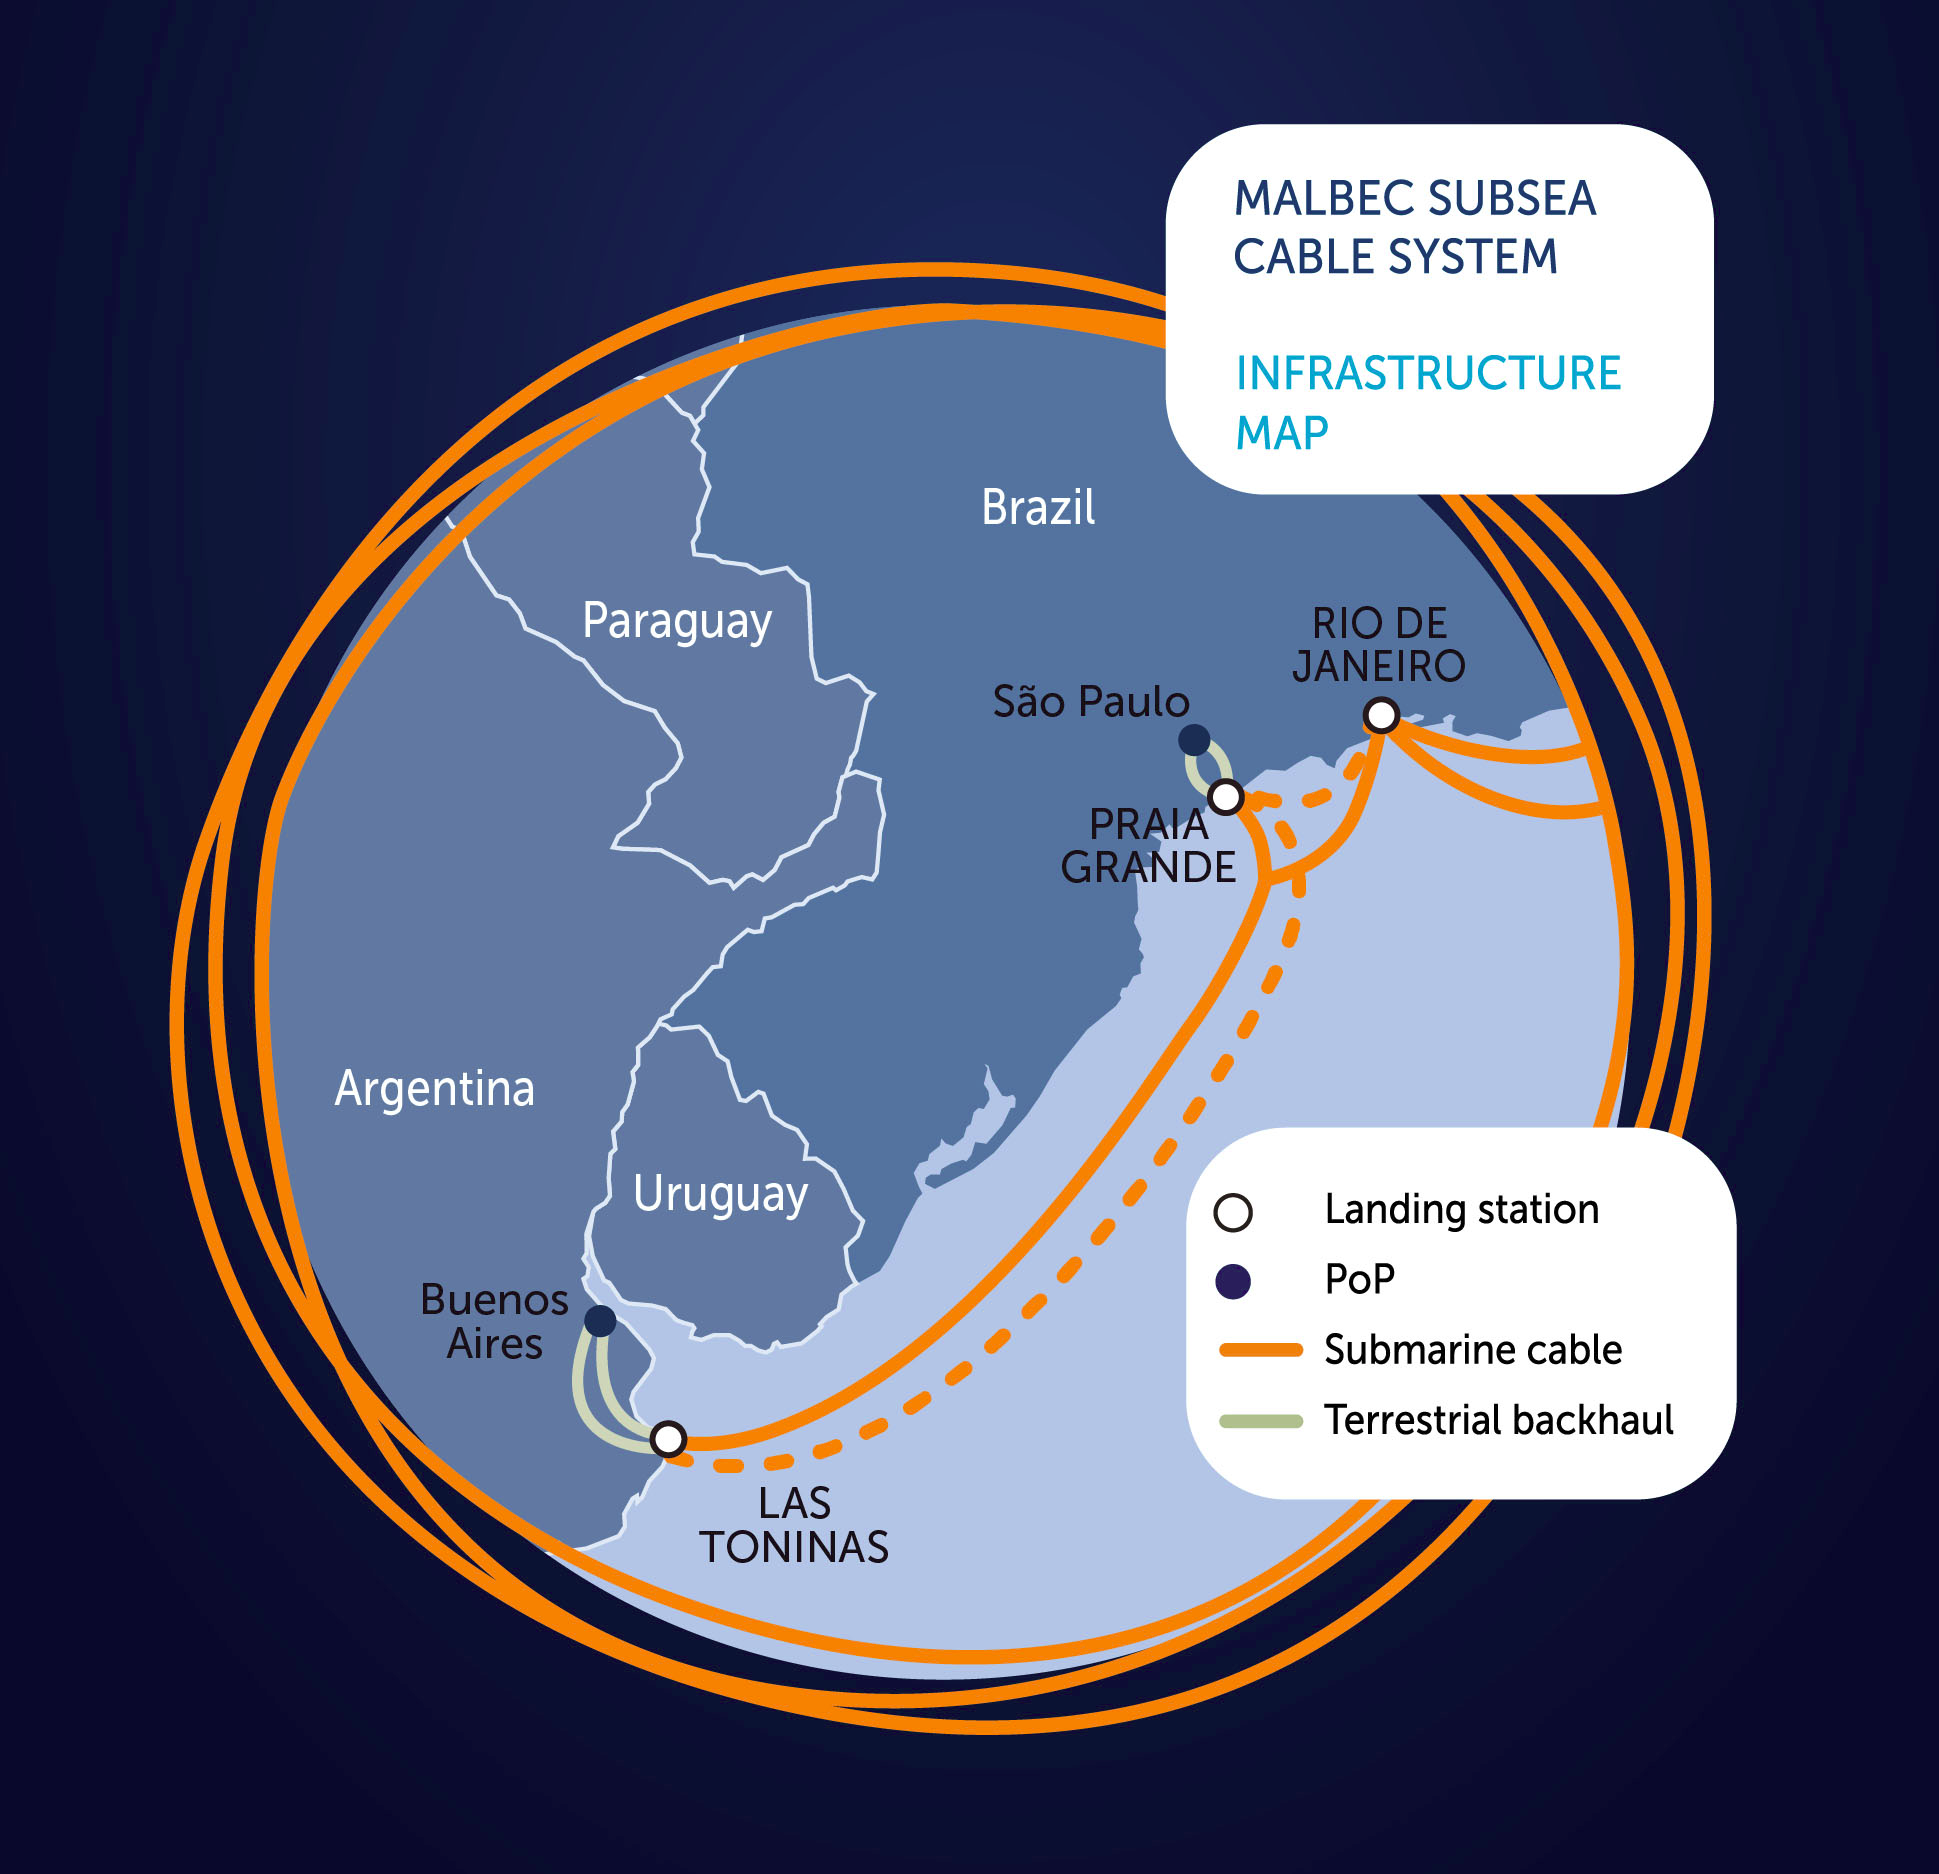 MALBEC SUBSEA
CABLE SYSTEM
INFRASTRUCTURE
MAP
Brazil
Paraguay
RIO DE
JANEIRO
São Paulo
PRAIA
GRANDE
Argentina
Uruguay
Buenos
Aires
LAS
TONINAS
Landing station
PoP
Submarine cable
Terrestrial backhaul